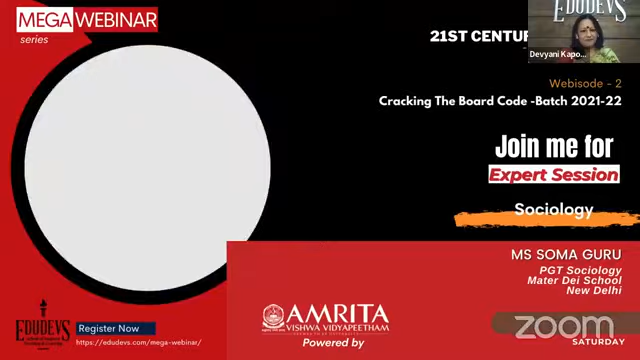 MEGA WEBINAR
series
21ST CENTUR
EDUDEVS
Devyani Kapo...
Webisode - 2
Cracking The Board Code -Batch 2021-22
Join me for
Expert Session
Sociology
MS SOMA GURU
PGT Sociology
Mater Dei School
New Delhi
EDUDEVS
Register Now
https://edudevs.com/mega-webinar/
AMRITA
VISHWA VIDYAPEETHAM
Powered by
zoom
SATURDAY